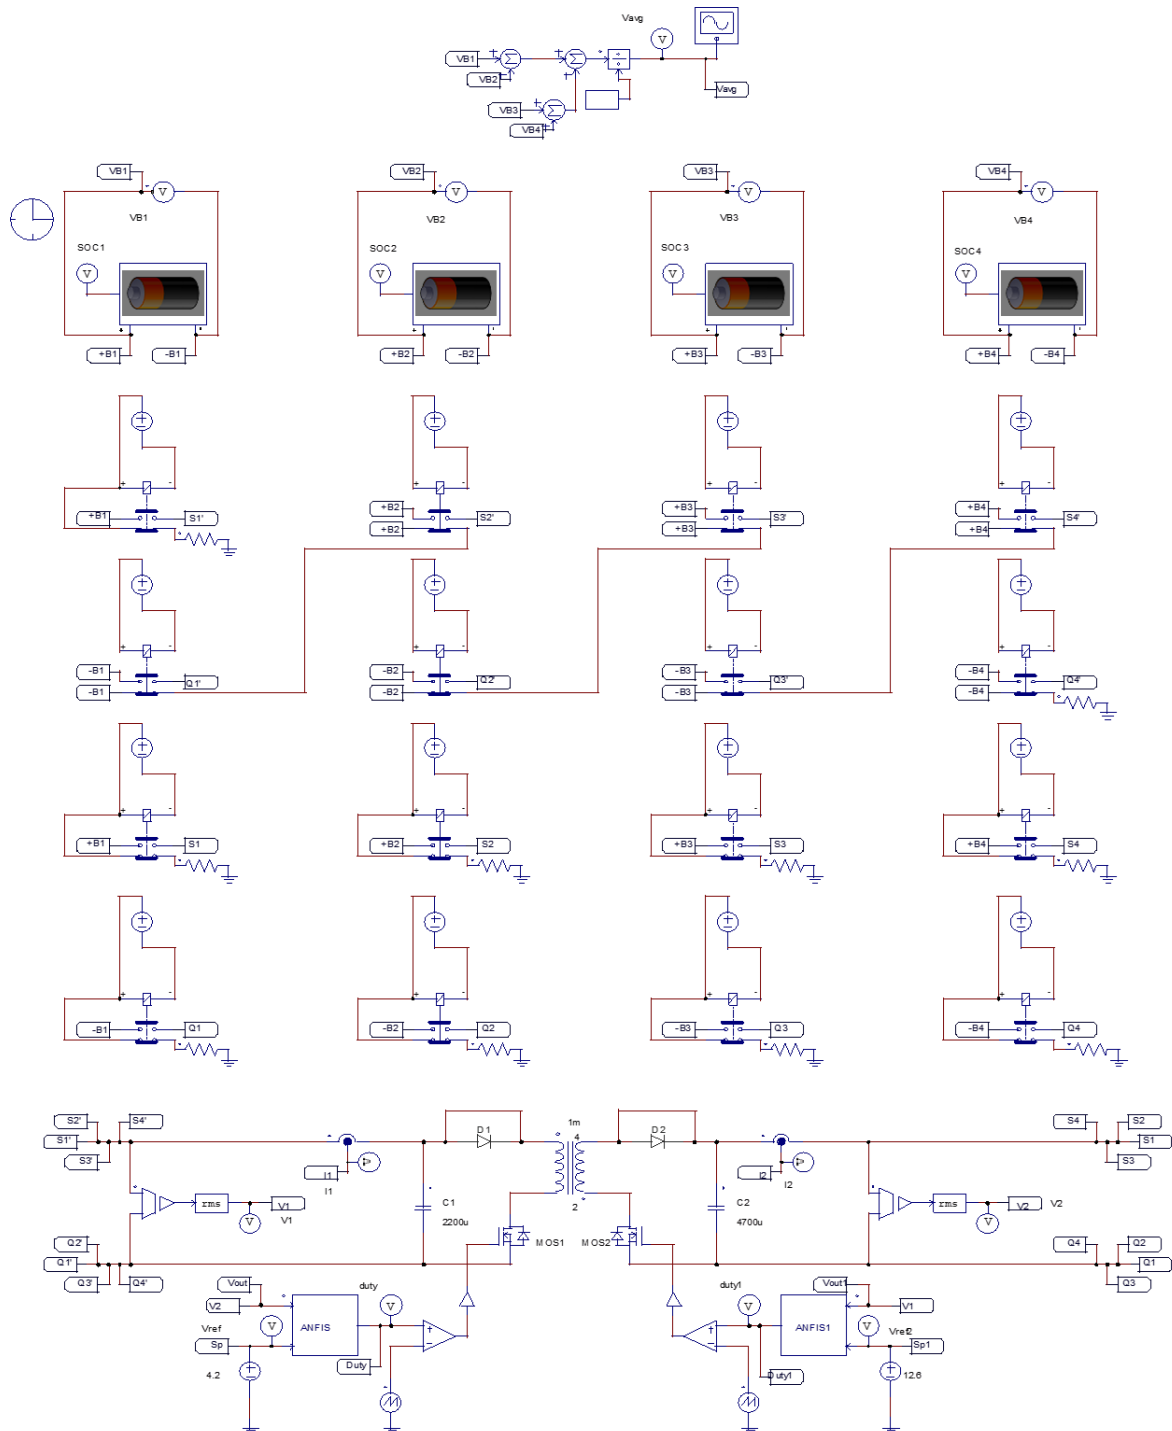 Vavg
VB1
VB2
VB3
VB4
Vavg
VB1 VB2 VB3 VB4
VB1 VB2 VB3 VB4
SOC1 SOC2 SOC3 SOC4
V V V V V V V V V
+B1 -B1 +B2 -B2 +B3 -B3 +B4 -B4
+B1 S1' +B2 S2' +B3 S3' +B4 S4'
+B2 +B3 +B4
-B1 Q1' -B2 Q2' -B3 Q3' -B4 Q4'
-B1 -B2 -B3 -B4
+B1 S1 +B2 S2 +B3 S3 +B4 S4
-B1 Q1 -B2 Q2 -B3 Q3 -B4 Q4
S2' S4' D1 1m D2 S4 S2
S1' 4 S1
S3' S3
I1 A I2 A
I1 I2
rms V1 C1 2 C2 rms V2 V2
V V1 2200u 4700u V
Q2' MOS1 MOS2 Q4 Q2
Q1' Q1
Q3' Q4' Q3
Vout duty duty1 Vout1
V2 V V V1
Vref V ANFIS ANFIS1 V Vref2
Sp Sp1
Duty Duty1
4.2 12.6